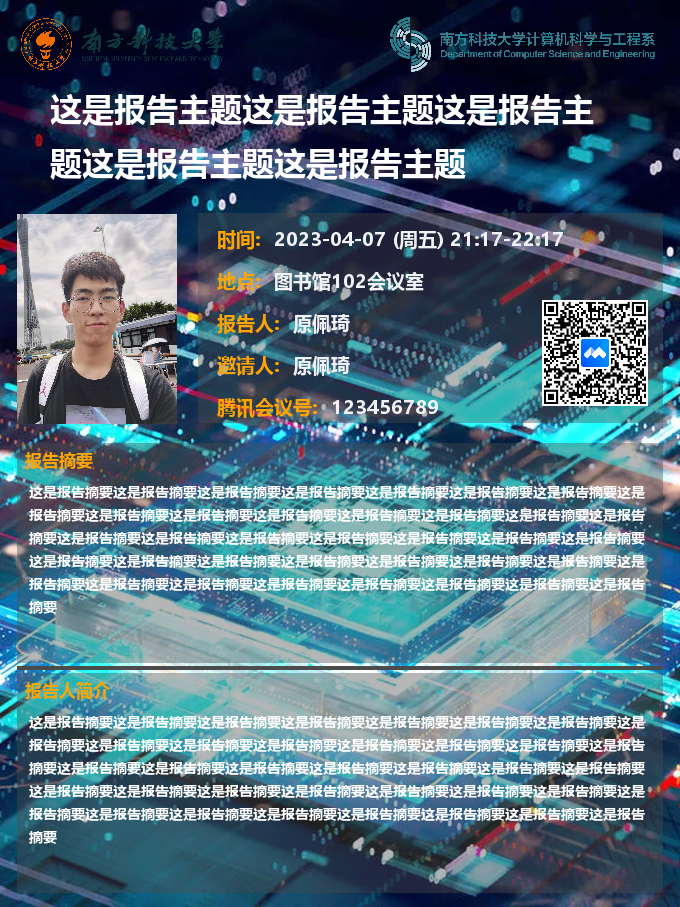 南方科技大学
SOUTHERN UNIVERSITY OF SCIENCE AND TECHNOLOGY
南方科技大学计算机科学与工程系
Department of Computer Science and Engineering
这是报告主题这是报告主题这是报告主
题这是报告主题这是报告主题
时间: 2023-04-07 (周五) 21:17-22:17
地点: 图书馆102会议室
报告人: 原佩琦
邀请人: 原佩琦
腾讯会议号: 123456789
报告摘要
这是报告摘要这是报告摘要这是报告摘要这是报告摘要这是报告摘要这是报告摘要这是报告摘要这是
报告摘要这是报告摘要这是报告摘要这是报告摘要这是报告摘要这是报告摘要这是报告摘要这是报告
摘要这是报告摘要这是报告摘要这是报告摘要这是报告摘要这是报告摘要这是报告摘要这是报告摘要
这是报告摘要这是报告摘要这是报告摘要这是报告摘要这是报告摘要这是报告摘要这是报告摘要这是
报告摘要这是报告摘要这是报告摘要这是报告摘要这是报告摘要这是报告摘要这是报告摘要这是报告
摘要
报告人简介
这是报告摘要这是报告摘要这是报告摘要这是报告摘要这是报告摘要这是报告摘要这是报告摘要这是
报告摘要这是报告摘要这是报告摘要这是报告摘要这是报告摘要这是报告摘要这是报告摘要这是报告
摘要这是报告摘要这是报告摘要这是报告摘要这是报告摘要这是报告摘要这是报告摘要这是报告摘要
这是报告摘要这是报告摘要这是报告摘要这是报告摘要这是报告摘要这是报告摘要这是报告摘要这是
报告摘要这是报告摘要这是报告摘要这是报告摘要这是报告摘要这是报告摘要这是报告摘要这是报告
摘要